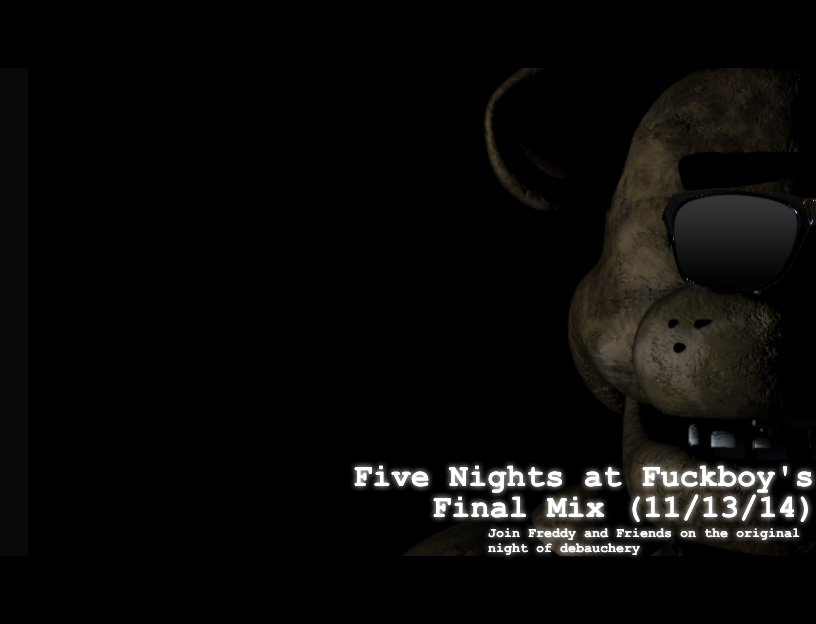 Five Nights at Fuckboy's
Final Mix (11/13/14)
Join Freddy and Friends on the original
night of debauchery